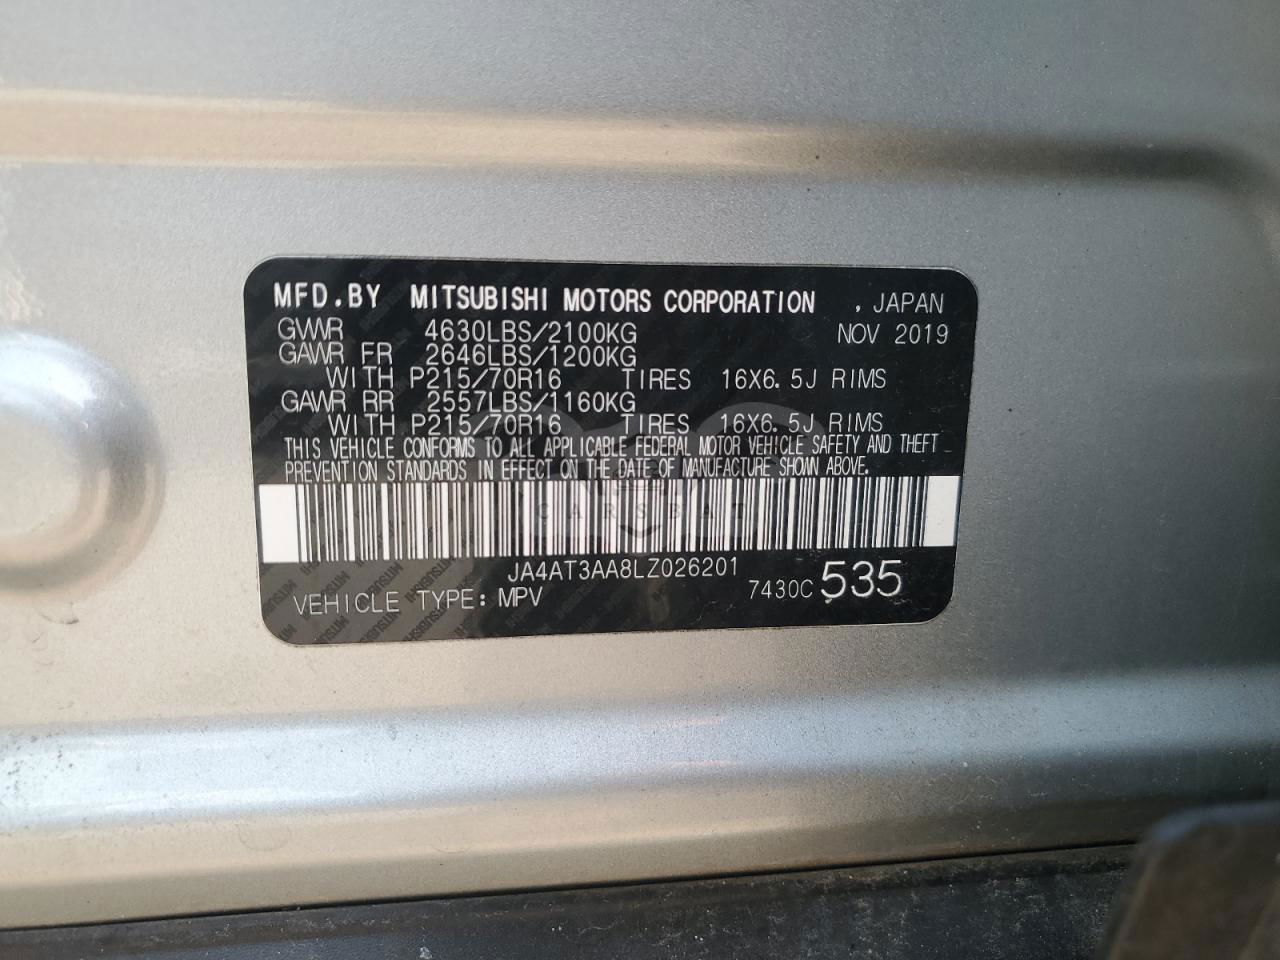 MFD.BY MITSUBISHI MOTORS CORPORATION , JAPAN
GVWR 4630LBS/2100KG NOV 2019
GAWR FR 2646LBS/1200KG
WITH P215/70R16 TIRES 16X6.5J RIMS
GAWR RR 2557LBS/1160KG
WITH P215/70R16 TIRES 16X6.5J RIMS
THIS VEHICLE CONFORMS TO ALL APPLICABLE FEDERAL MOTOR VEHICLE SAFETY AND THEFT
PREVENTION STANDARDS IN EFFECT ON THE DATE OF MANUFACTURE SHOWN ABOVE.
CARSBAT
JA4AT3AA8LZ026201
VEHICLE TYPE: MPV 7430C 535